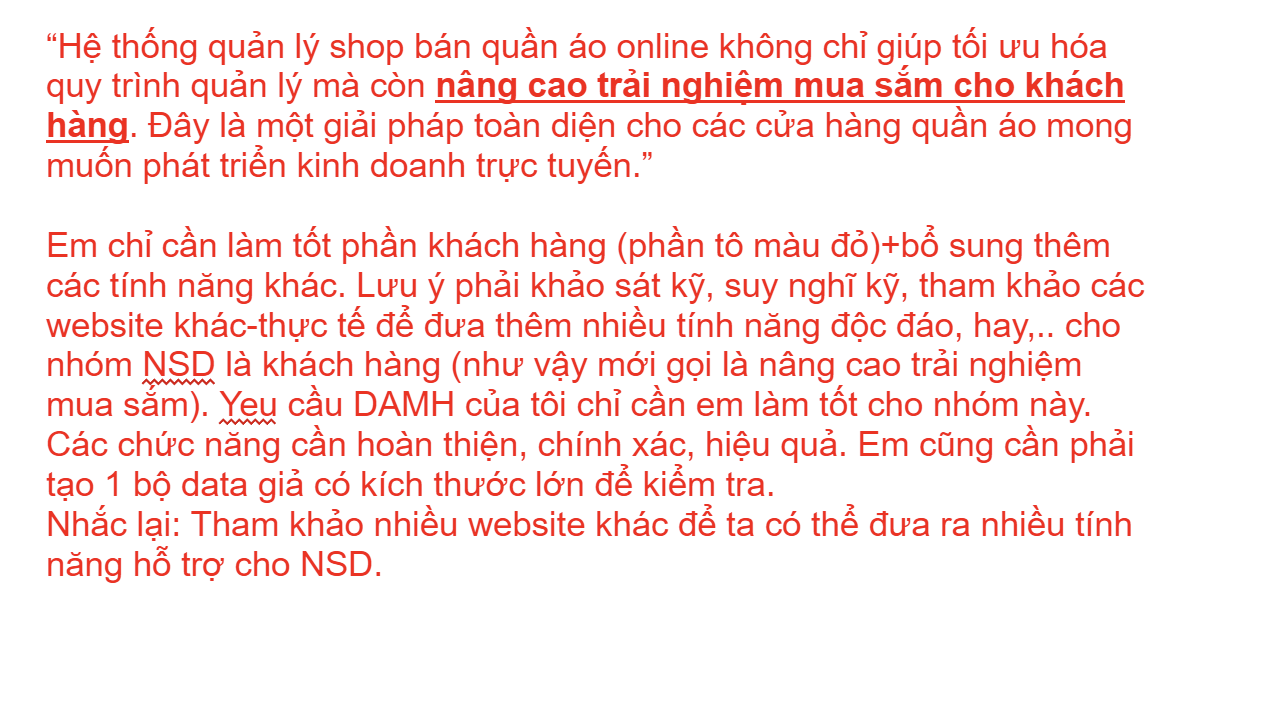 “Hệ thống quản lý shop bán quần áo online không chỉ giúp tối ưu hóa
quy trình quản lý mà còn nâng cao trải nghiệm mua sắm cho khách
hàng. Đây là một giải pháp toàn diện cho các cửa hàng quần áo mong
muốn phát triển kinh doanh trực tuyến.”
Em chỉ cần làm tốt phần khách hàng (phần tô màu đỏ)+bổ sung thêm
các tính năng khác. Lưu ý phải khảo sát kỹ, suy nghĩ kỹ, tham khảo các
website khác-thực tế để đưa thêm nhiều tính năng độc đáo, hay,.. cho
nhóm NSD là khách hàng (như vậy mới gọi là nâng cao trải nghiệm
mua sắm). Yeu cầu DAMH của tôi chỉ cần em làm tốt cho nhóm này.
Các chức năng cần hoàn thiện, chính xác, hiệu quả. Em cũng cần phải
tạo 1 bộ data giả có kích thước lớn để kiểm tra.
Nhắc lại: Tham khảo nhiều website khác để ta có thể đưa ra nhiều tính
năng hỗ trợ cho NSD.